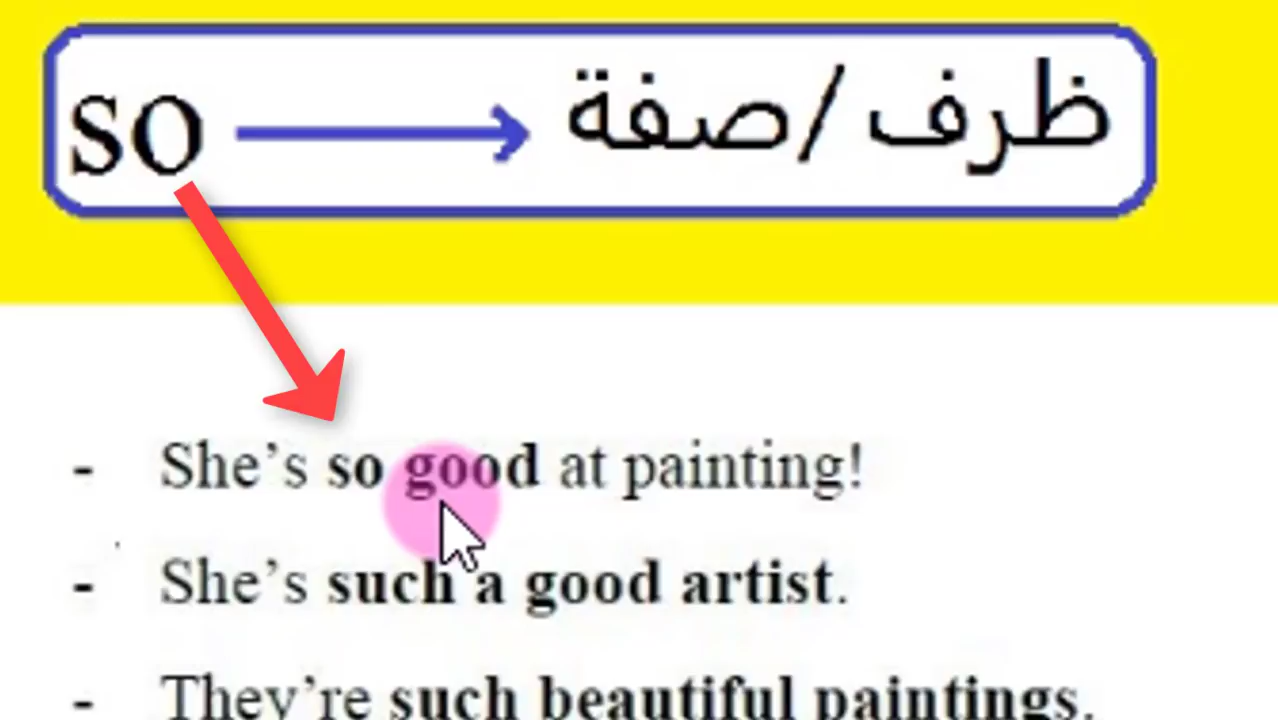 so → ظرف/صفة
- She’s so good at painting!
- She’s such a good artist.
- They’re such beautiful paintings.